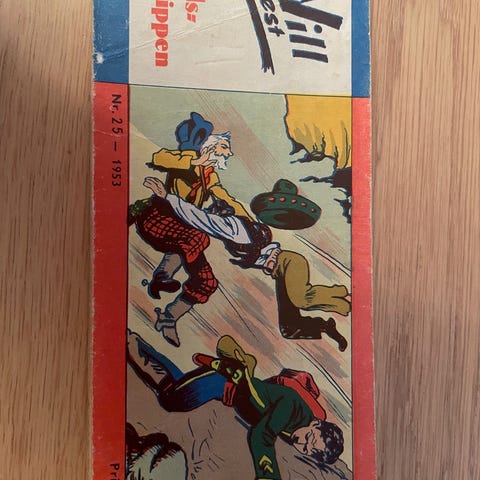 Vill
est
ls=
ippen
Nr. 25 — 1953
Pri